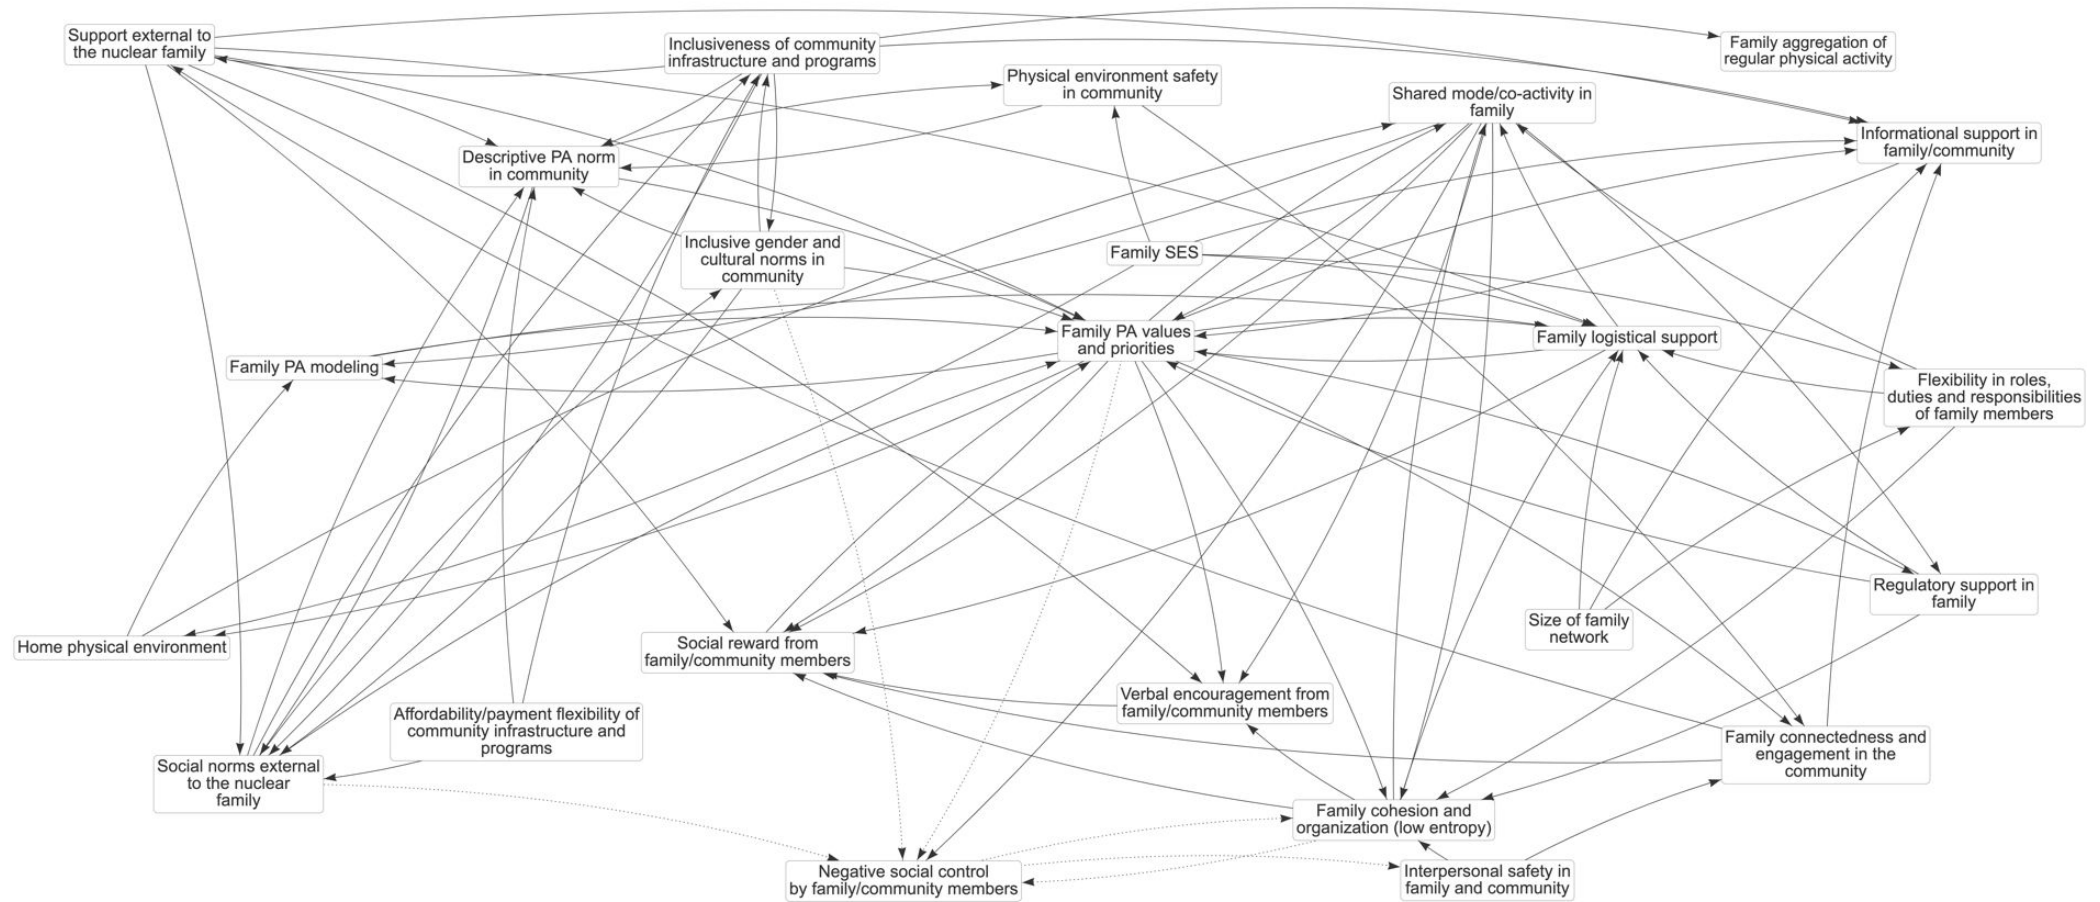 Support external to
the nuclear family
Inclusiveness of community
infrastructure and programs
Family aggregation of
regular physical activity
Physical environment safety
in community
Shared mode/co-activity in
family
Informational support in
family/community
Descriptive PA norm
in community
Inclusive gender and
cultural norms in
community
Family SES
Family PA values
and priorities
Family logistical support
Family PA modeling
Flexibility in roles,
duties and responsibilities
of family members
Regulatory support in
family
Size of family
network
Home physical environment
Social reward from
family/community members
Verbal encouragement from
family/community members
Affordability/payment flexibility of
community infrastructure and
programs
Family connectedness and
engagement in the
community
Social norms external
to the nuclear
family
Family cohesion and
organization (low entropy)
Negative social control
by family/community members
Interpersonal safety in
family and community